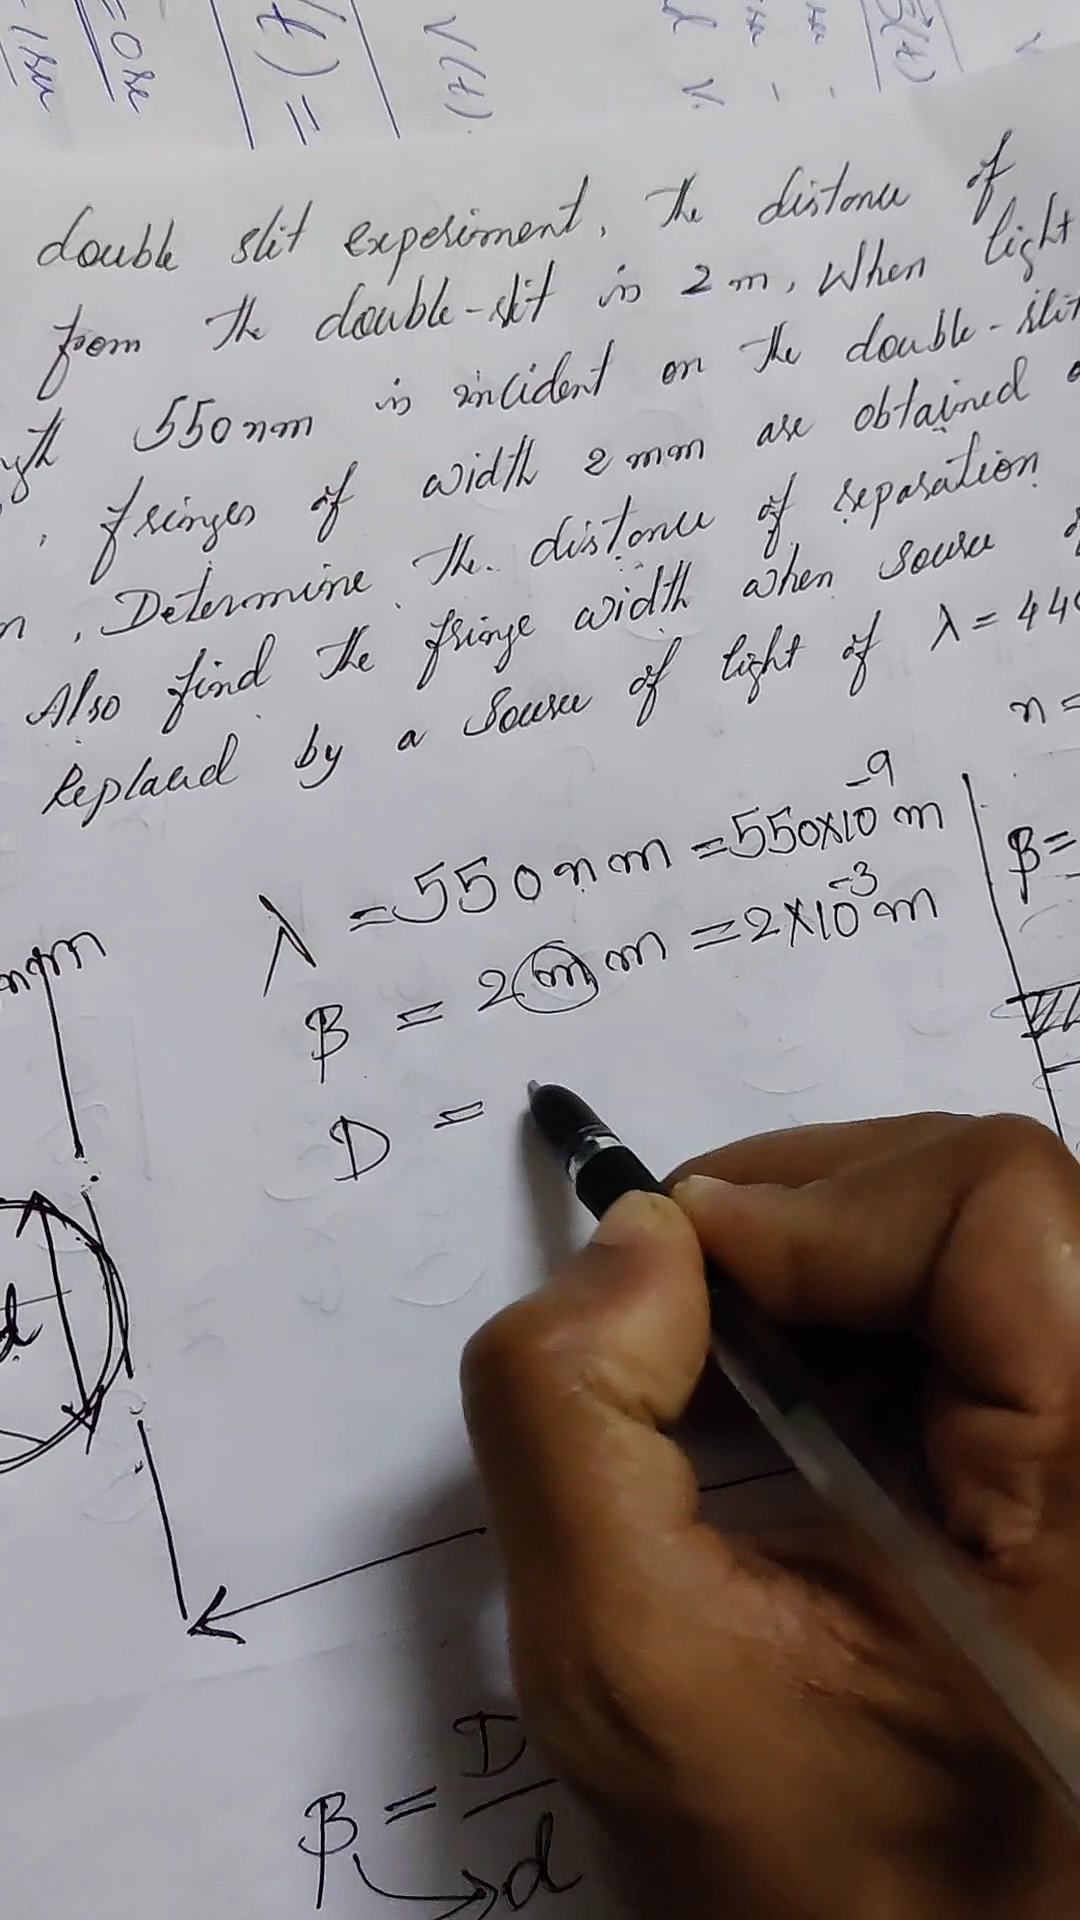 V(t)
double slit experiment, The distance of
from the double-slit is 2 m, When light
550 nm is incident on the double-slit
, fringes of width 2 mm are obtained
. Determine the distance of separation
Also find the fringe width when source
Replaced by a source of light of λ = 44
n =
λ = 550 nm = 550×10⁻⁹ m
β =
β = 2 mm = 2×10⁻³ m
D =
d
β = D
d